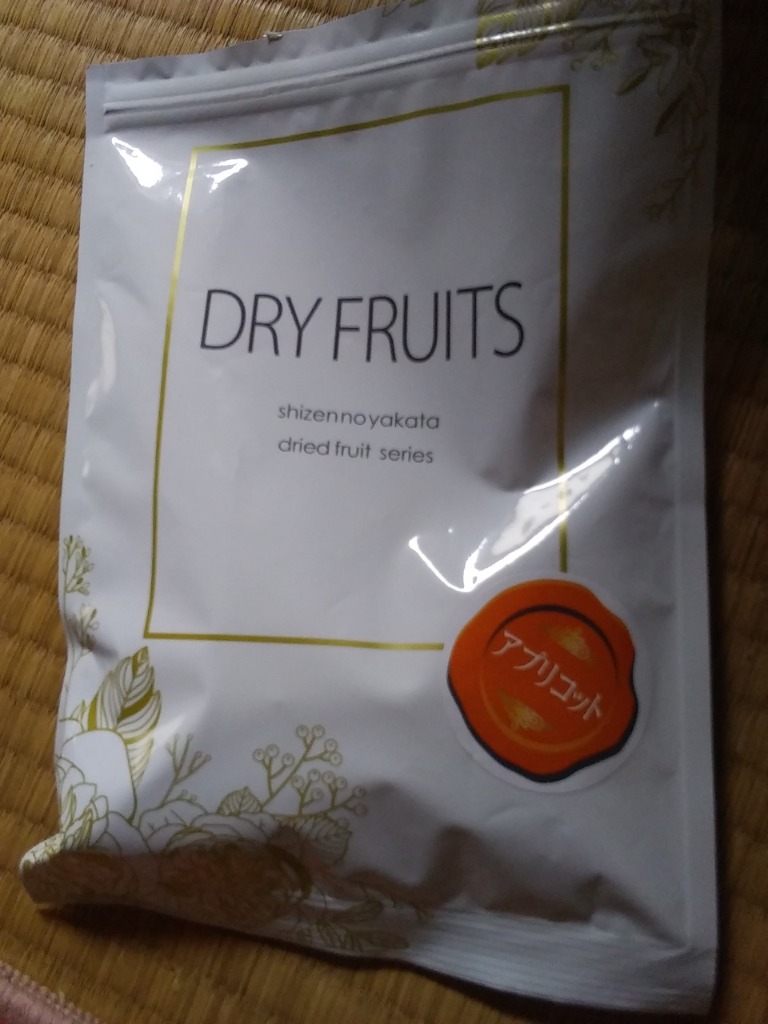 DRY FRUITS
shizennoyakata
dried fruit series
アプリコット